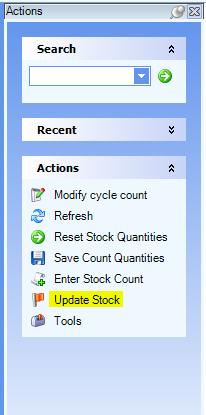 Actions
Search
Recent
Actions
Modify cycle count
Refresh
Reset Stock Quantities
Save Count Quantities
Enter Stock Count
Update Stock
Tools